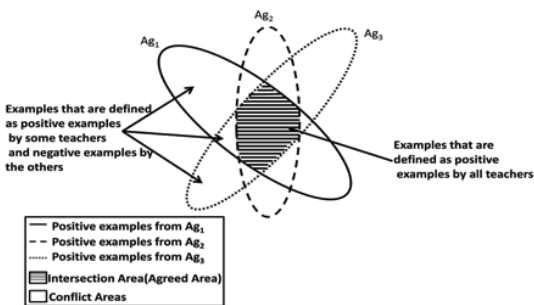 Ag₂
Ag₁
Ag₃
Examples that are defined
as positive examples
by some teachers
and negative examples by
the others
Examples that are
defined as positive
examples by all teachers
Positive examples from Ag₁
Positive examples from Ag₂
Positive examples from Ag₃
Intersection Area(Agreed Area)
Conflict Areas